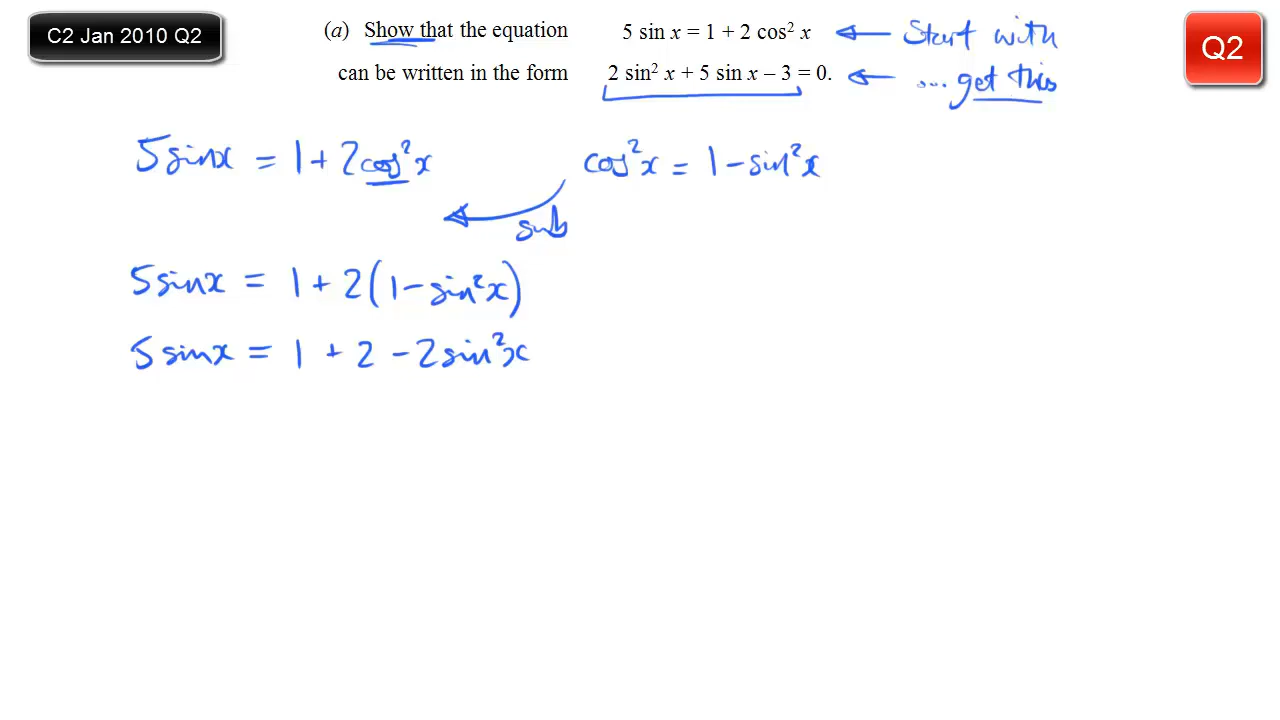 C2 Jan 2010 Q2
(a) Show that the equation 5 sin x = 1 + 2 cos² x ← Start with
can be written in the form 2 sin² x + 5 sin x – 3 = 0. ← ... get this
Q2
5sinx = 1 + 2cos²x cos²x = 1 - sin²x
sub
5sinx = 1 + 2(1 - sin²x)
5sinx = 1 + 2 - 2sin²x